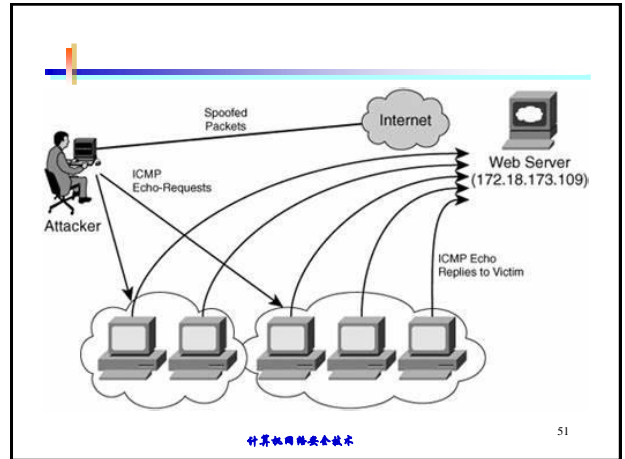 Spoofed
Packets
Internet
Web Server
(172.18.173.109)
ICMP
Echo-Requests
Attacker
ICMP Echo
Replies to Victim
计算机网络安全技术
51